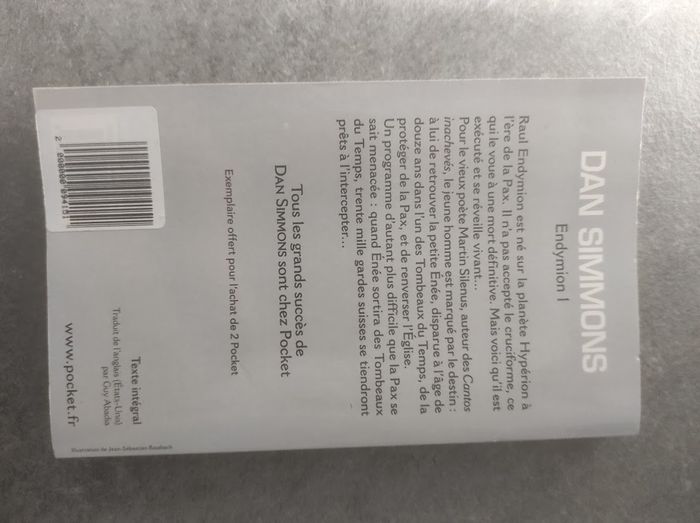 DAN SIMMONS
Endymion I
Raul Endymion est né sur la planète Hypérion à
l'ère de la Pax. Il n'a pas accepté le cruciforme, ce
qui le voue à une mort définitive. Mais voici qu'il est
exécuté et se réveille vivant...
Pour le vieux poète Martin Silenus, auteur des Cantos
inachevés, le jeune homme est marqué par le destin :
à lui de retrouver la petite Énée, disparue à l'âge de
douze ans dans l'un des Tombeaux du Temps, de la
protéger de la Pax, et de renverser l'Église.
Un programme d'autant plus difficile que la Pax se
sait menacée : quand Énée sortira des Tombeaux
du Temps, trente mille gardes suisses se tiendront
prêts à l'intercepter...
Tous les grands succès de
DAN SIMMONS sont chez Pocket
Exemplaire offert pour l'achat de 2 Pocket
Texte intégral
Traduit de l'anglais (États-Unis)
par Guy Abadia
www.pocket.fr
Illustration de Jean-Sébastien Rossbach